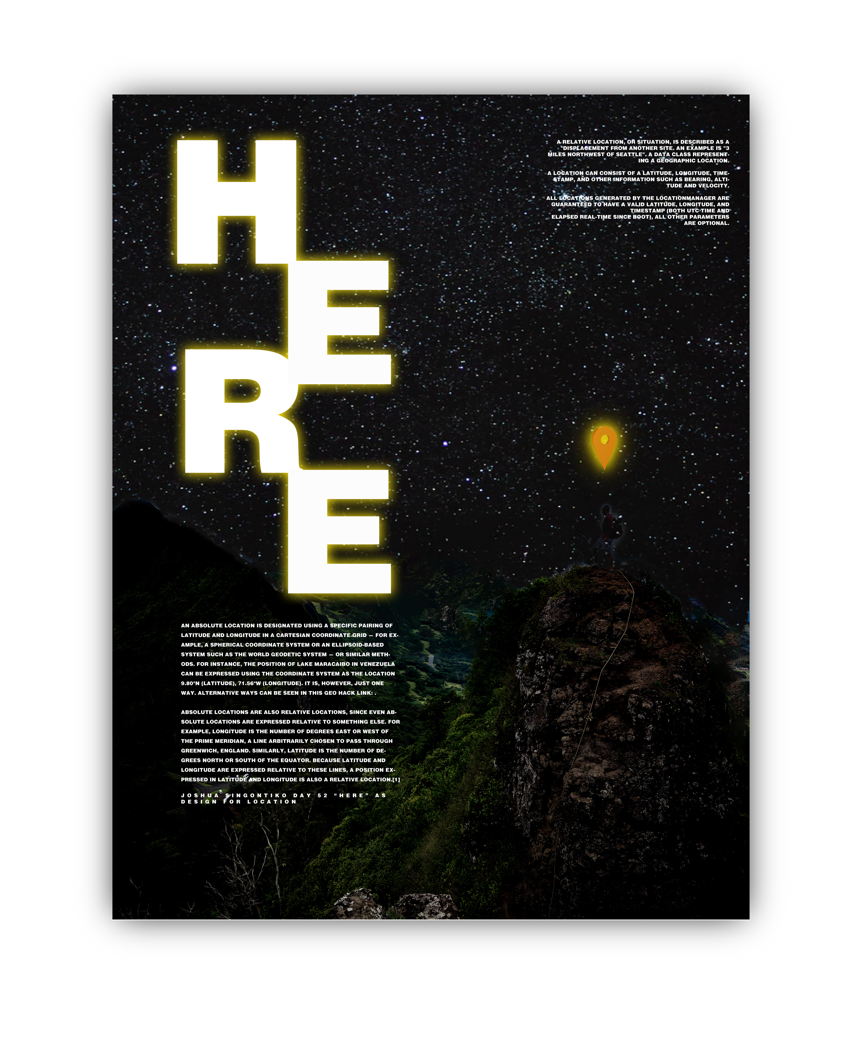 H
E
R
E
A RELATIVE LOCATION, OR SITUATION, IS DESCRIBED AS A
"DISPLACEMENT FROM ANOTHER SITE. AN EXAMPLE IS "3
MILES NORTHWEST OF SEATTLE". A DATA CLASS REPRESENT-
ING A GEOGRAPHIC LOCATION.
A LOCATION CAN CONSIST OF A LATITUDE, LONGITUDE, TIME-
STAMP, AND OTHER INFORMATION SUCH AS BEARING, ALTI-
TUDE AND VELOCITY.
ALL LOCATIONS GENERATED BY THE LOCATIONMANAGER ARE
GUARANTEED TO HAVE A VALID LATITUDE, LONGITUDE, AND
TIMESTAMP (BOTH UTC TIME AND
ELAPSED REAL-TIME SINCE BOOT), ALL OTHER PARAMETERS
ARE OPTIONAL.
AN ABSOLUTE LOCATION IS DESIGNATED USING A SPECIFIC PAIRING OF
LATITUDE AND LONGITUDE IN A CARTESIAN COORDINATE GRID — FOR EX-
AMPLE, A SPHERICAL COORDINATE SYSTEM OR AN ELLIPSOID-BASED
SYSTEM SUCH AS THE WORLD GEODETIC SYSTEM — OR SIMILAR METH-
ODS. FOR INSTANCE, THE POSITION OF LAKE MARACAIBO IN VENEZUELA
CAN BE EXPRESSED USING THE COORDINATE SYSTEM AS THE LOCATION
9.80°N (LATITUDE), 71.56°W (LONGITUDE). IT IS, HOWEVER, JUST ONE
WAY. ALTERNATIVE WAYS CAN BE SEEN IN THIS GEO HACK LINK: .
ABSOLUTE LOCATIONS ARE ALSO RELATIVE LOCATIONS, SINCE EVEN AB-
SOLUTE LOCATIONS ARE EXPRESSED RELATIVE TO SOMETHING ELSE. FOR
EXAMPLE, LONGITUDE IS THE NUMBER OF DEGREES EAST OR WEST OF
THE PRIME MERIDIAN, A LINE ARBITRARILY CHOSEN TO PASS THROUGH
GREENWICH, ENGLAND. SIMILARLY, LATITUDE IS THE NUMBER OF DE-
GREES NORTH OR SOUTH OF THE EQUATOR. BECAUSE LATITUDE AND
LONGITUDE ARE EXPRESSED RELATIVE TO THESE LINES, A POSITION EX-
PRESSED IN LATITUDE AND LONGITUDE IS ALSO A RELATIVE LOCATION.[1]
JOSHUA SINGONTIKO DAY 52 "HERE" AS
DESIGN FOR LOCATION